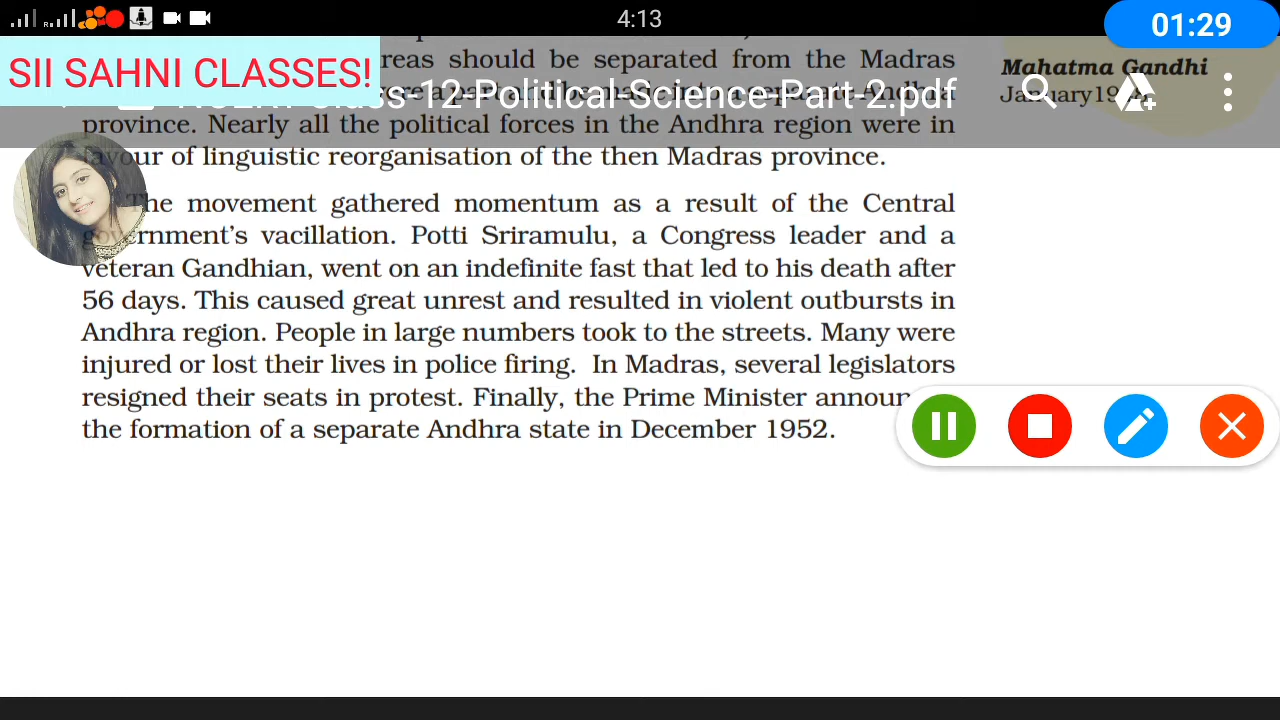 4:13
01:29
SII SAHNI CLASSES!
reas should be separated from the Madras
Mahatma Gandhi
January
-12-Political-Science-Part-2.pdf
province. Nearly all the political forces in the Andhra region were in
favour of linguistic reorganisation of the then Madras province.
The movement gathered momentum as a result of the Central
government's vacillation. Potti Sriramulu, a Congress leader and a
veteran Gandhian, went on an indefinite fast that led to his death after
56 days. This caused great unrest and resulted in violent outbursts in
Andhra region. People in large numbers took to the streets. Many were
injured or lost their lives in police firing. In Madras, several legislators
resigned their seats in protest. Finally, the Prime Minister announ
the formation of a separate Andhra state in December 1952.